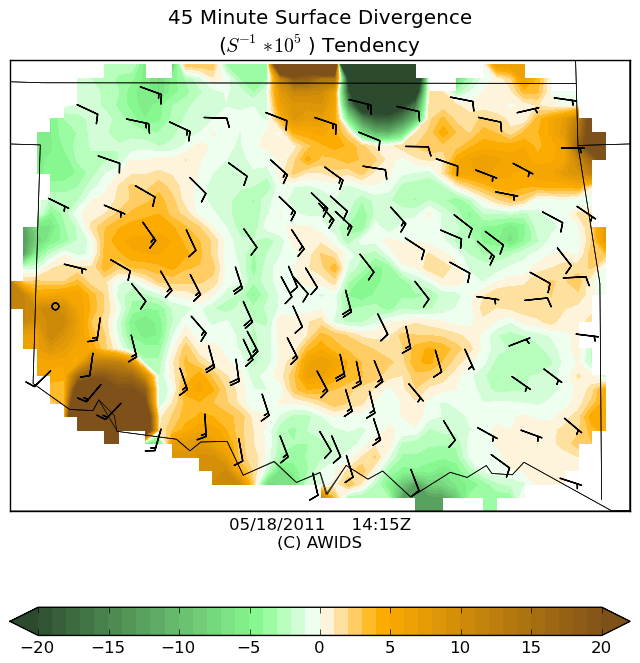 45 Minute Surface Divergence
(S⁻¹ *10⁵ ) Tendency
05/18/2011 14:15Z
(C) AWIDS
−20 −15 −10 −5 0 5 10 15 20